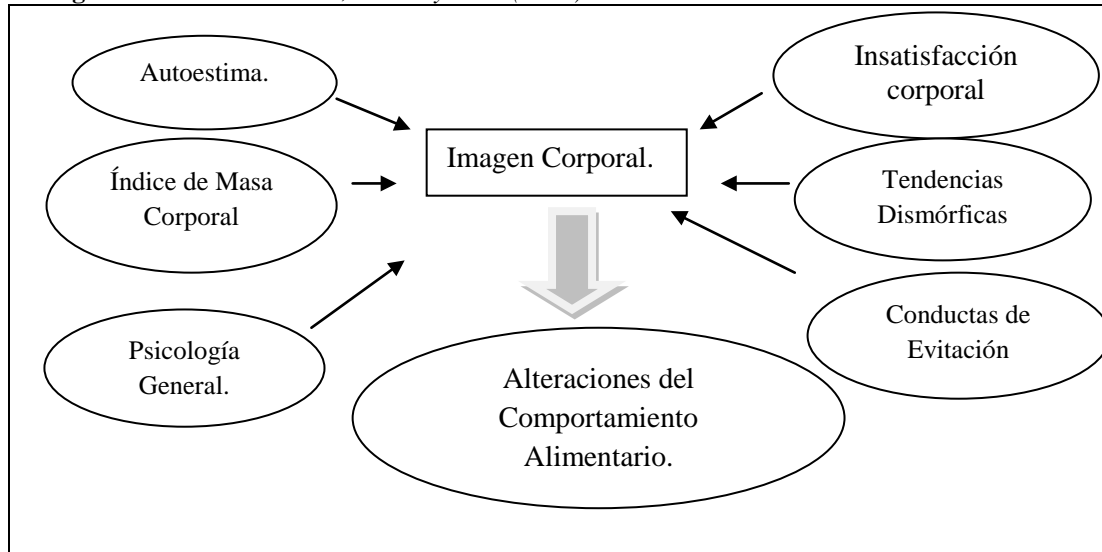 Autoestima.
Índice de Masa
Corporal
Psicología
General.
Imagen Corporal.
Alteraciones del
Comportamiento
Alimentario.
Insatisfacción
corporal
Tendencias
Dismórficas
Conductas de
Evitación